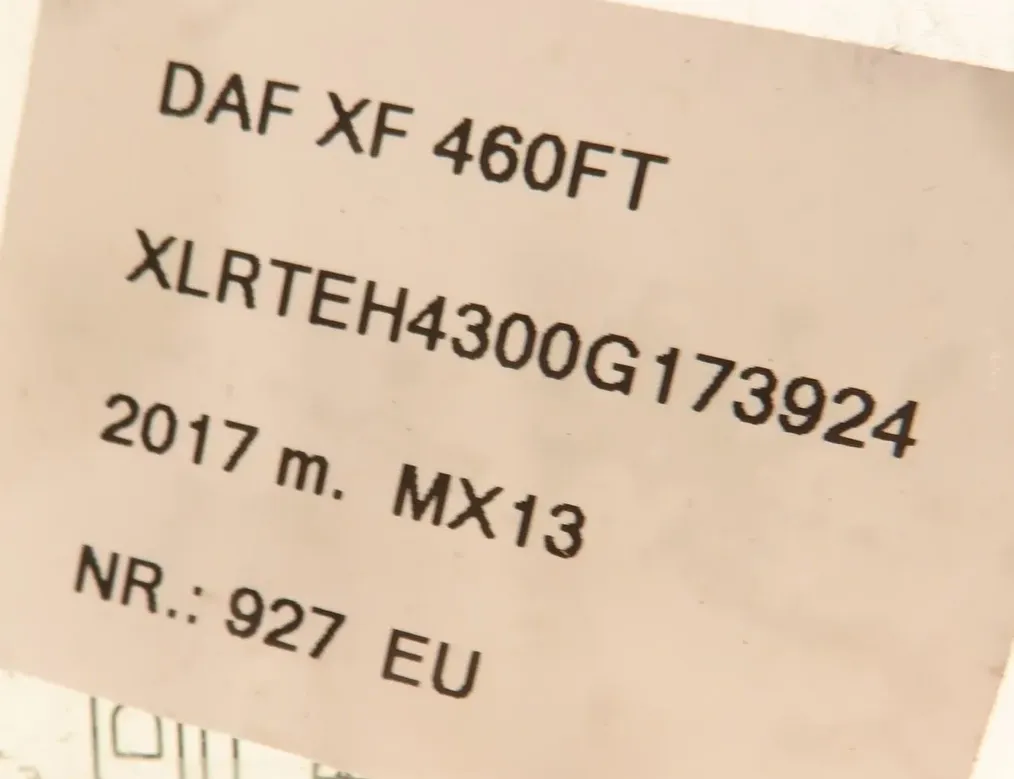 DAF XF 460FT
XLRTEH4300G173924
2017 m. MX13
NR.: 927 EU